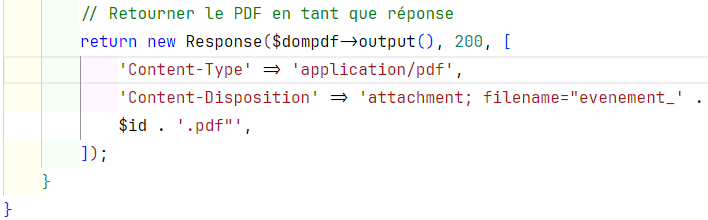 // Retourner le PDF en tant que réponse
return new Response($dompdf->output(), 200, [
'Content-Type' => 'application/pdf',
'Content-Disposition' => 'attachment; filename="evenement_' .
$id . '.pdf"',
]);
}
}